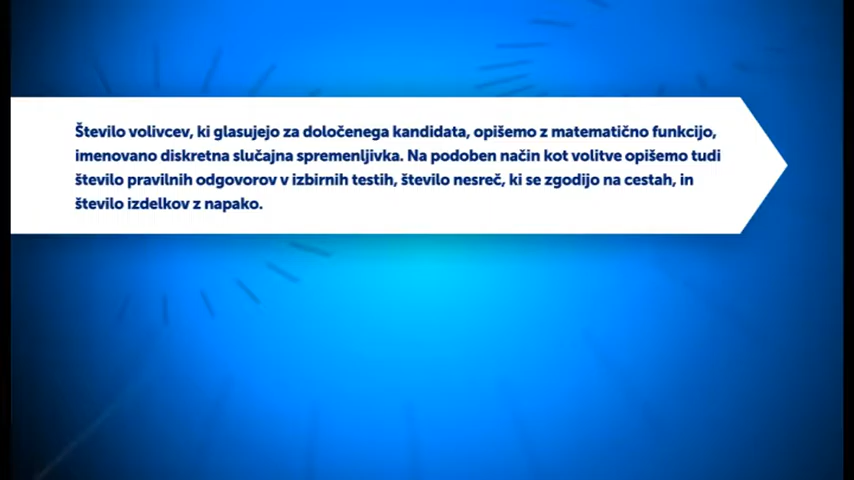 Število volivcev, ki glasujejo za določenega kandidata, opišemo z matematično funkcijo,
imenovano diskretna slučajna spremenljivka. Na podoben način kot volitve opišemo tudi
število pravilnih odgovorov v izbirnih testih, število nesreč, ki se zgodijo na cestah, in
število izdelkov z napako.